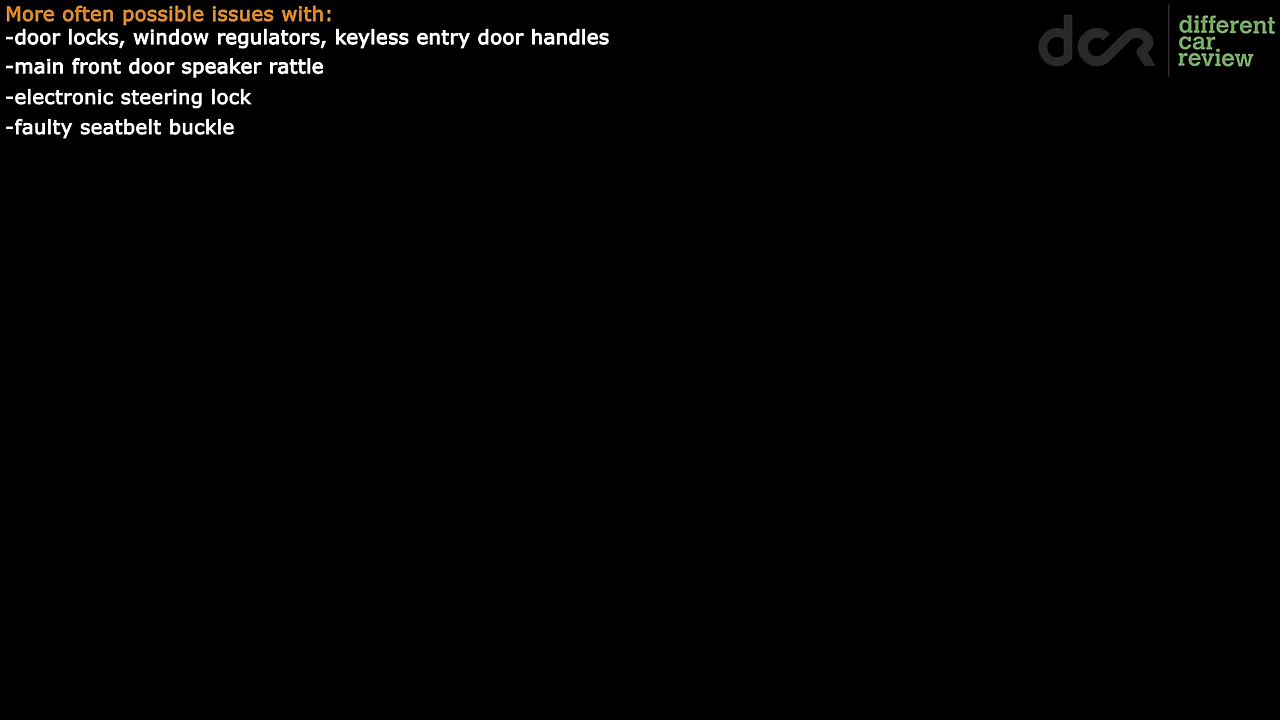 More often possible issues with:
-door locks, window regulators, keyless entry door handles
-main front door speaker rattle
-electronic steering lock
-faulty seatbelt buckle
dcr
different
car
review